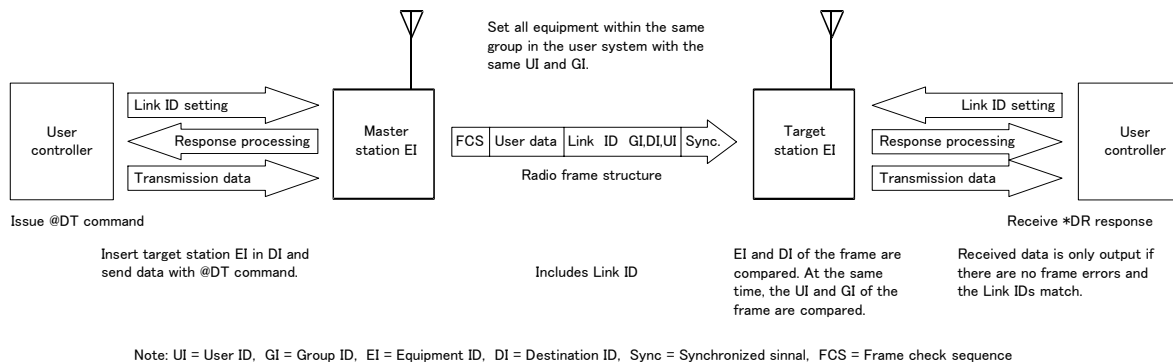 Set all equipment within the same
group in the user system with the
same UI and GI.
User
controller
Link ID setting
Response processing
Transmission data
Master
station EI
FCS User data Link ID GI,DI,UI Sync.
Radio frame structure
Target
station EI
Link ID setting
Response processing
Transmission data
User
controller
Issue @DT command
Receive *DR response
Insert target station EI in DI and
send data with @DT command.
Includes Link ID
EI and DI of the frame are
compared. At the same
time, the UI and GI of the
frame are compared.
Received data is only output if
there are no frame errors and
the Link IDs match.
Note: UI = User ID, GI = Group ID, EI = Equipment ID, DI = Destination ID, Sync = Synchronized sinnal, FCS = Frame check sequence